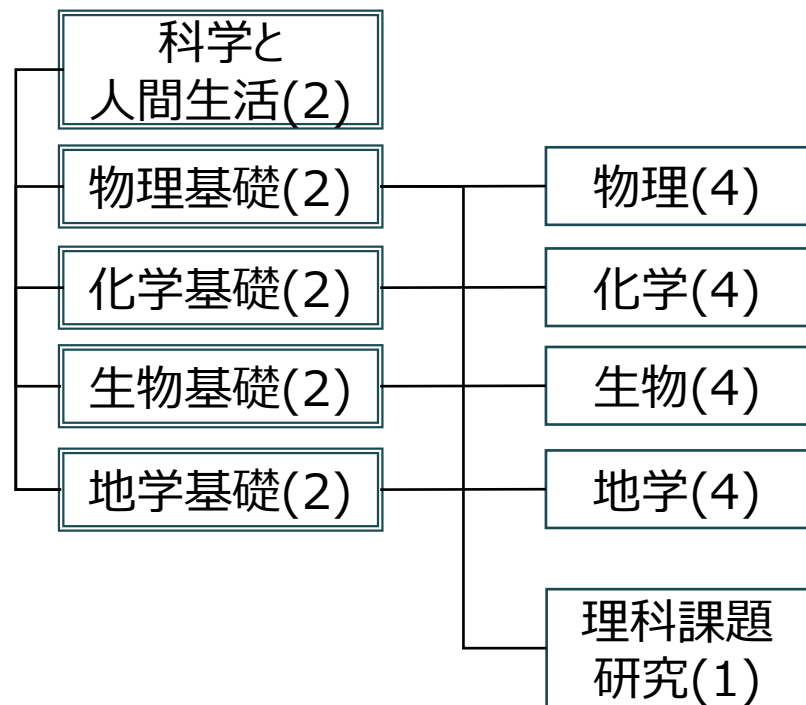 科学と
人間生活(2)
物理基礎(2)
物理(4)
化学基礎(2)
化学(4)
生物基礎(2)
生物(4)
地学基礎(2)
地学(4)
理科課題
研究(1)